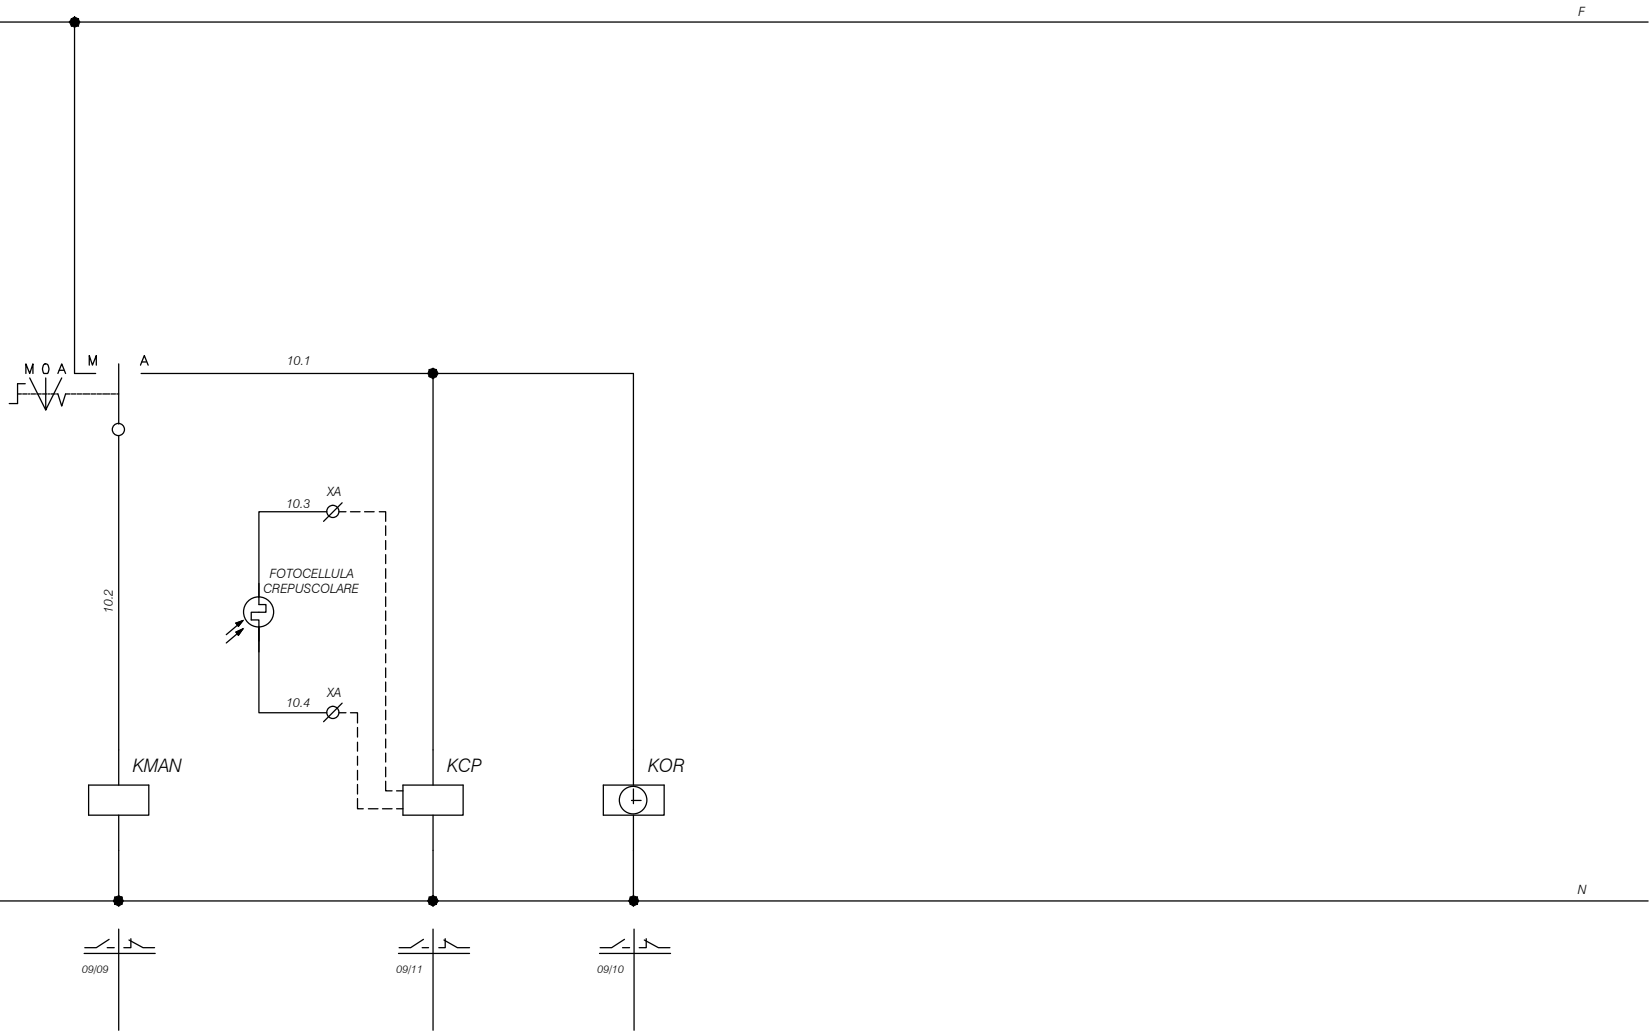 F
M A
10.1
M O A
XA
10.3
FOTOCELLULA
CREPUSCOLARE
10.2
XA
10.4
KMAN
KCP
KOR
N
09/09
09/11
09/10